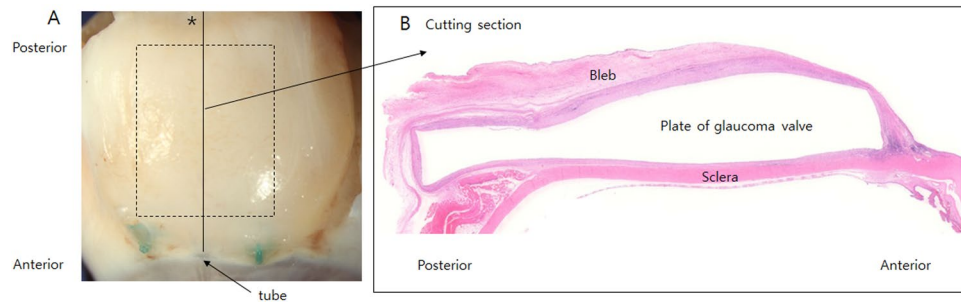 A
*
Posterior
Anterior
tube
B
Cutting section
Bleb
Plate of glaucoma valve
Sclera
Posterior
Anterior